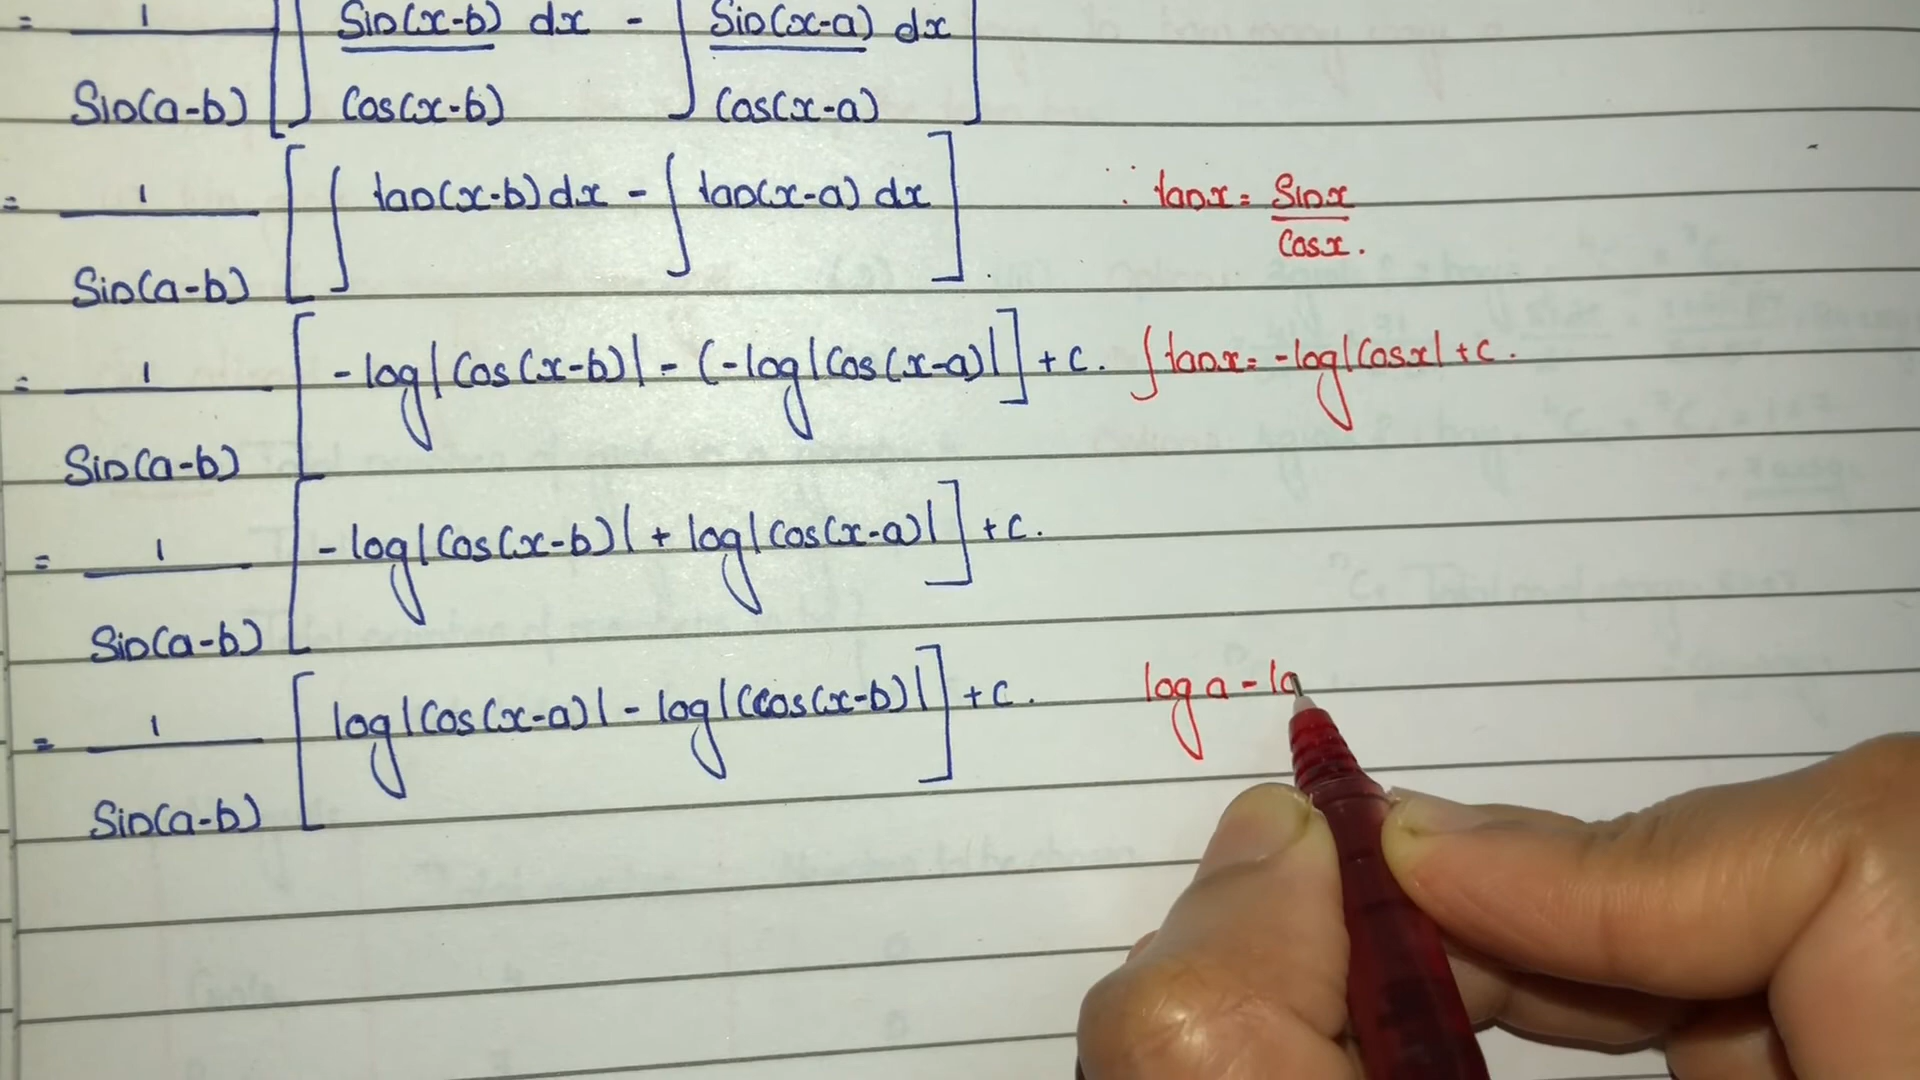 = 1/Sin(a-b) [∫ Sin(x-b)/Cos(x-b) dx - ∫ Sin(x-a)/Cos(x-a) dx]
= 1/Sin(a-b) [∫ tan(x-b)dx - ∫ tan(x-a) dx]. ∵ tanx = Sinx/Cosx.
= 1/Sin(a-b) [-log|Cos(x-b)| - (-log|Cos(x-a)|] + c. ∫tanx = -log|Cosx| + c.
= 1/Sin(a-b) [-log|Cos(x-b)| + log|Cos(x-a)|] + c.
= 1/Sin(a-b) [log|Cos(x-a)| - log|(cos(x-b)|] + c. log a - lo